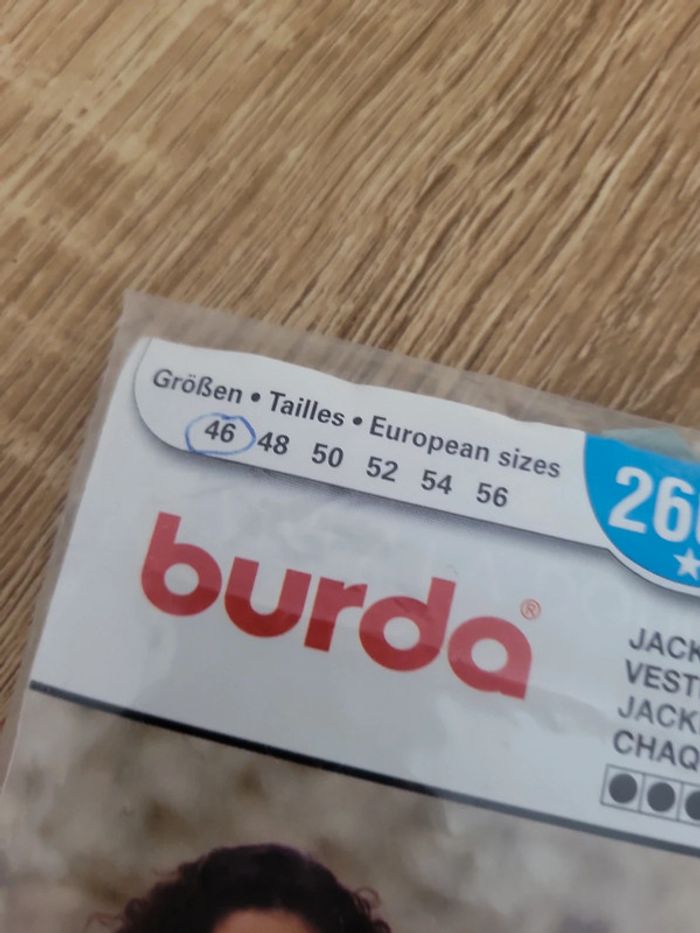 Größen • Tailles • European sizes
46 48 50 52 54 56
burda®